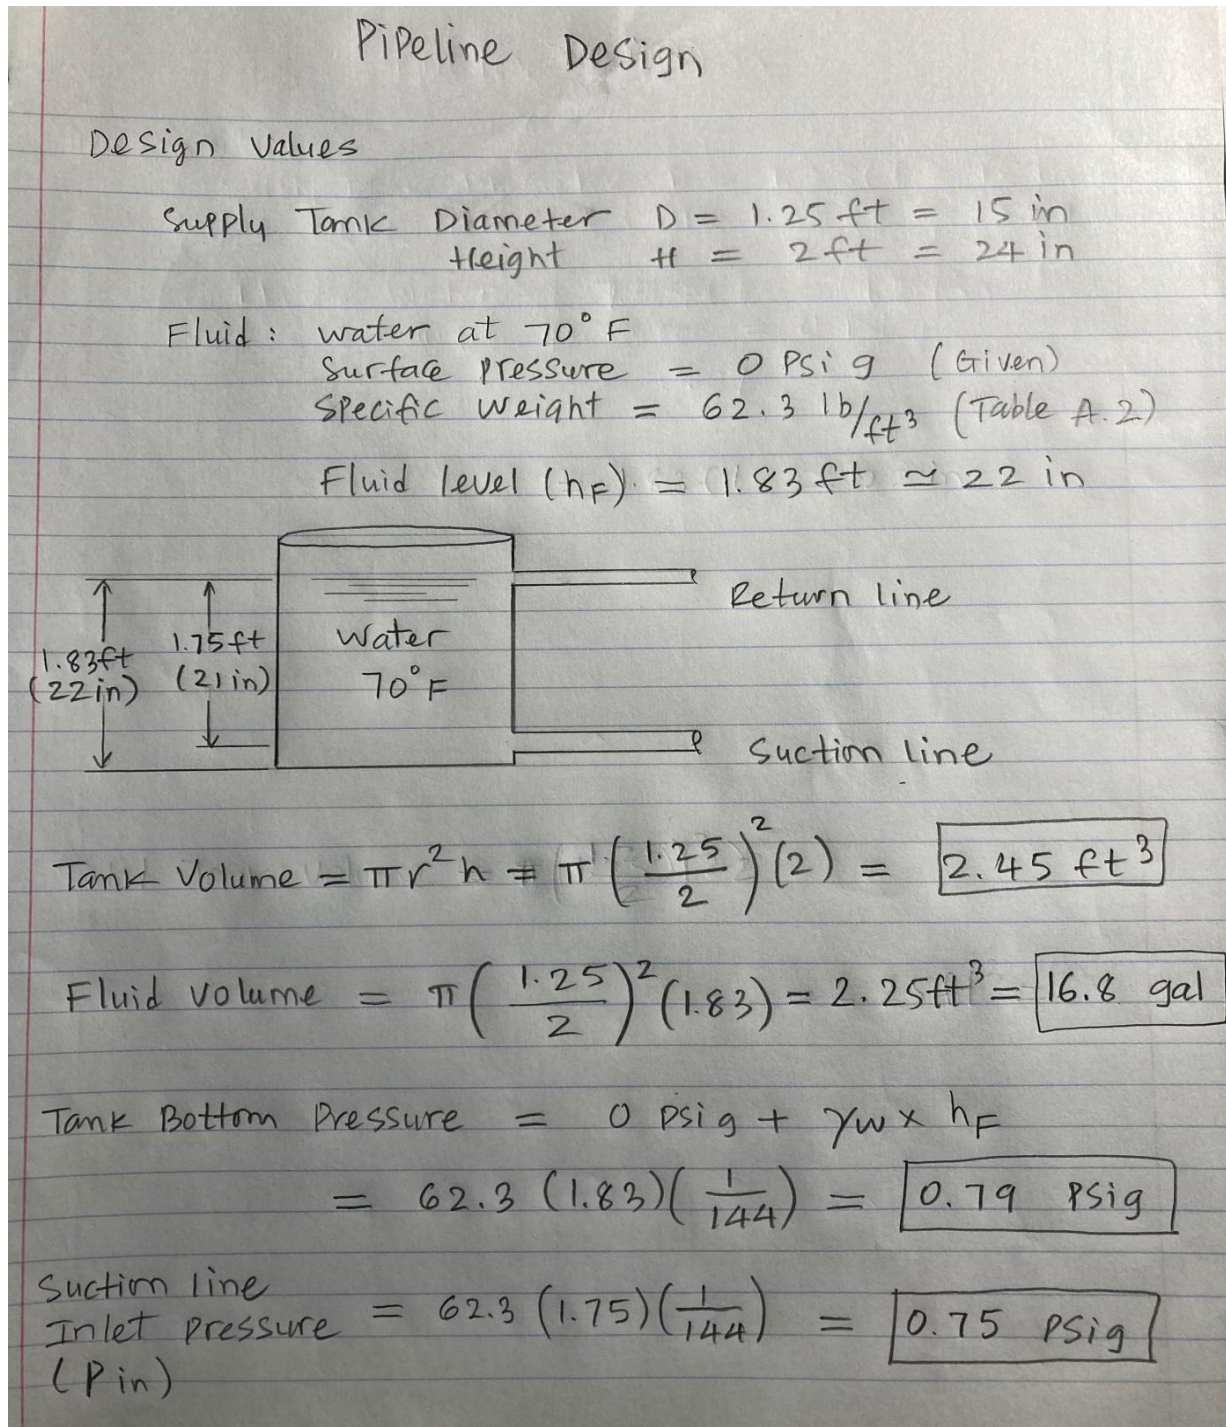 Pipeline Design
Design Values
Supply Tank Diameter D = 1.25 ft = 15 in
Height H = 2 ft = 24 in
Fluid : water at 70° F
Surface pressure = 0 Psi g (Given)
Specific Weight = 62.3 lb/ft³ (Table A.2)
Fluid level (hF) = 1.83 ft ≃ 22 in
Return line
1.83ft
(22in)
1.75ft
(21in)
Water
70° F
Suction line
Tank Volume = πr²h = π(1.25/2)²(2) = 2.45 ft³
Fluid Volume = π(1.25/2)²(1.83) = 2.25ft³ = 16.8 gal
Tank Bottom Pressure = 0 psig + γw x hF
= 62.3 (1.83)(1/144) = 0.79 Psig
Suction line
Inlet pressure = 62.3 (1.75)(1/144) = 0.75 Psig
(Pin)